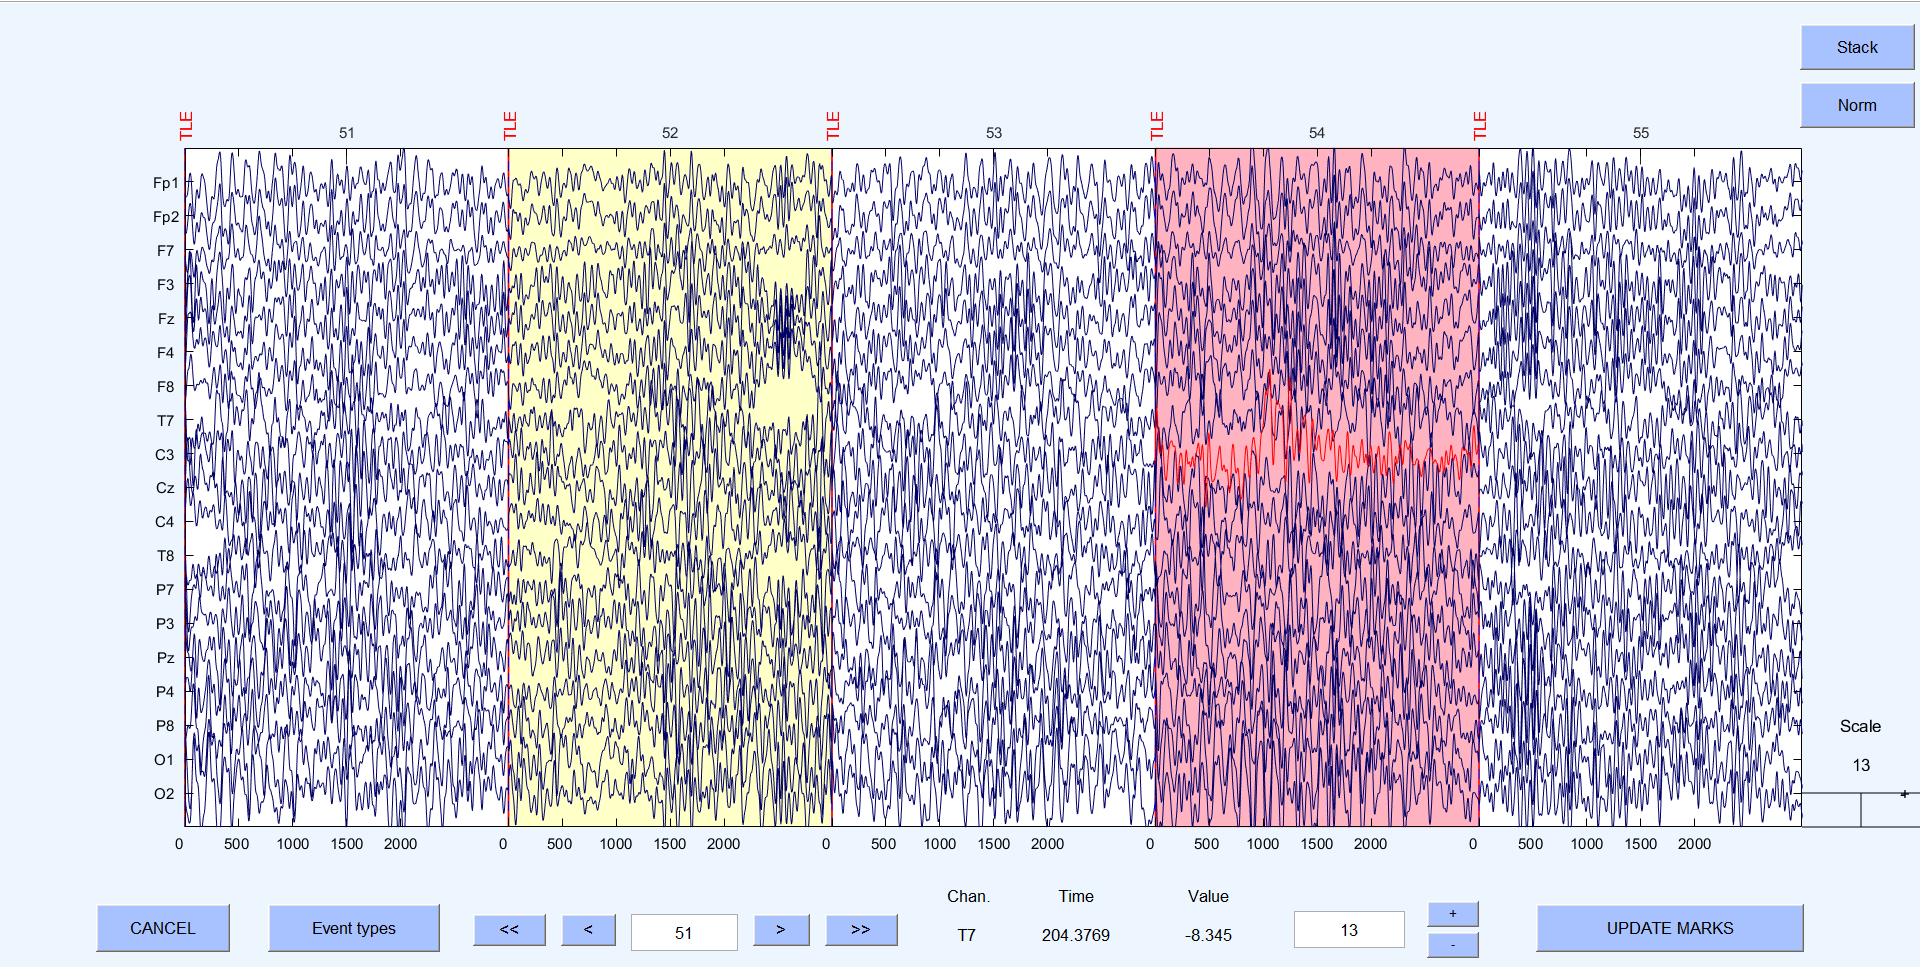 Stack
Norm
TLE 51 TLE 52 TLE 53 TLE 54 TLE 55
Fp1
Fp2
F7
F3
Fz
F4
F8
T7
C3
Cz
C4
T8
P7
P3
Pz
P4
P8
O1
O2
Scale
13
+
0 500 1000 1500 2000 0 500 1000 1500 2000 0 500 1000 1500 2000 0 500 1000 1500 2000 0 500 1000 1500 2000
Chan. Time Value
CANCEL Event types << < 51 > >> T7 204.3769 -8.345 13 + - UPDATE MARKS